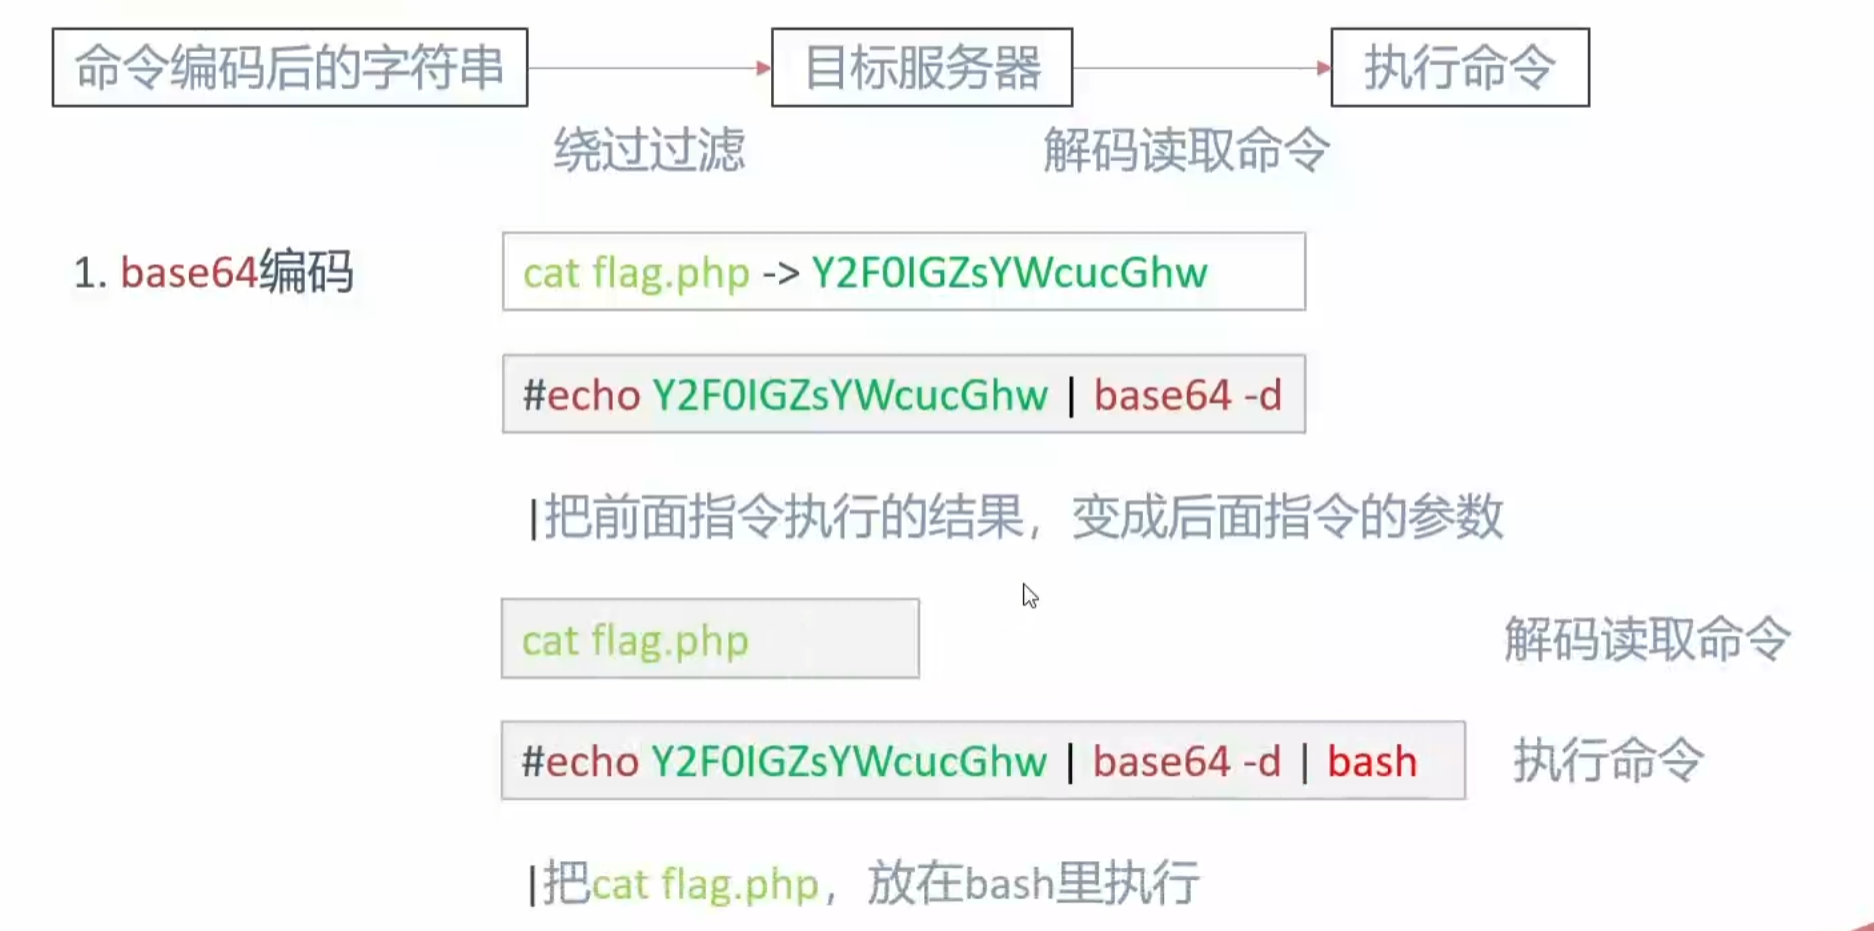 命令编码后的字符串 目标服务器 执行命令
绕过过滤 解码读取命令
1. base64编码 cat flag.php -> Y2F0IGZsYWcucGhw
#echo Y2F0IGZsYWcucGhw | base64 -d
|把前面指令执行的结果，变成后面指令的参数
cat flag.php 解码读取命令
#echo Y2F0IGZsYWcucGhw | base64 -d | bash 执行命令
|把cat flag.php，放在bash里执行